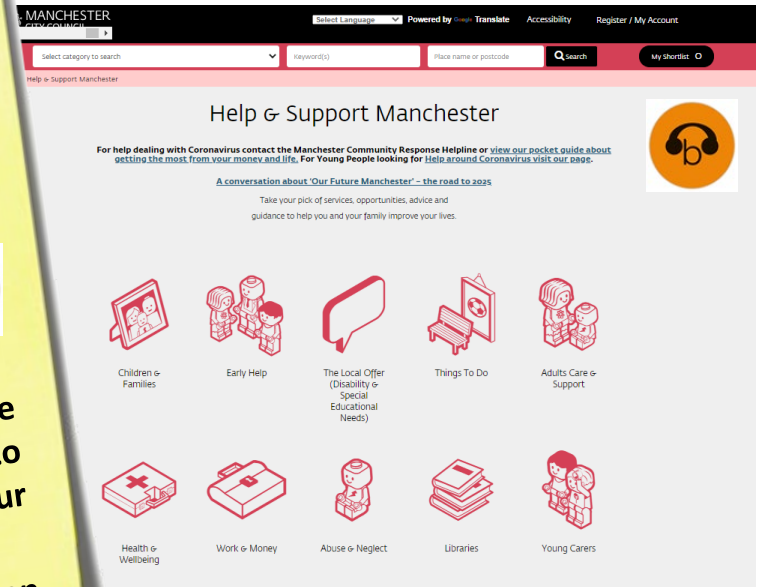 MANCHESTER
CITY COUNCIL
Select Language
Powered by Google Translate
Accessibility
Register / My Account
Select category to search
Keyword(s)
Place name or postcode
Search
My Shortlist 0
Help & Support Manchester
Help & Support Manchester
For help dealing with Coronavirus contact the Manchester Community Response Helpline or view our pocket guide about
getting the most from your money and life. For Young People looking for Help around Coronavirus visit our page.
A conversation about 'Our Future Manchester' – the road to 2025
Take your pick of services, opportunities, advice and
guidance to help you and your family improve your lives.
b
Children &
Families
Early Help
The Local Offer
(Disability &
Special
Educational
Needs)
Things To Do
Adults Care &
Support
Health &
Wellbeing
Work & Money
Abuse & Neglect
Libraries
Young Carers